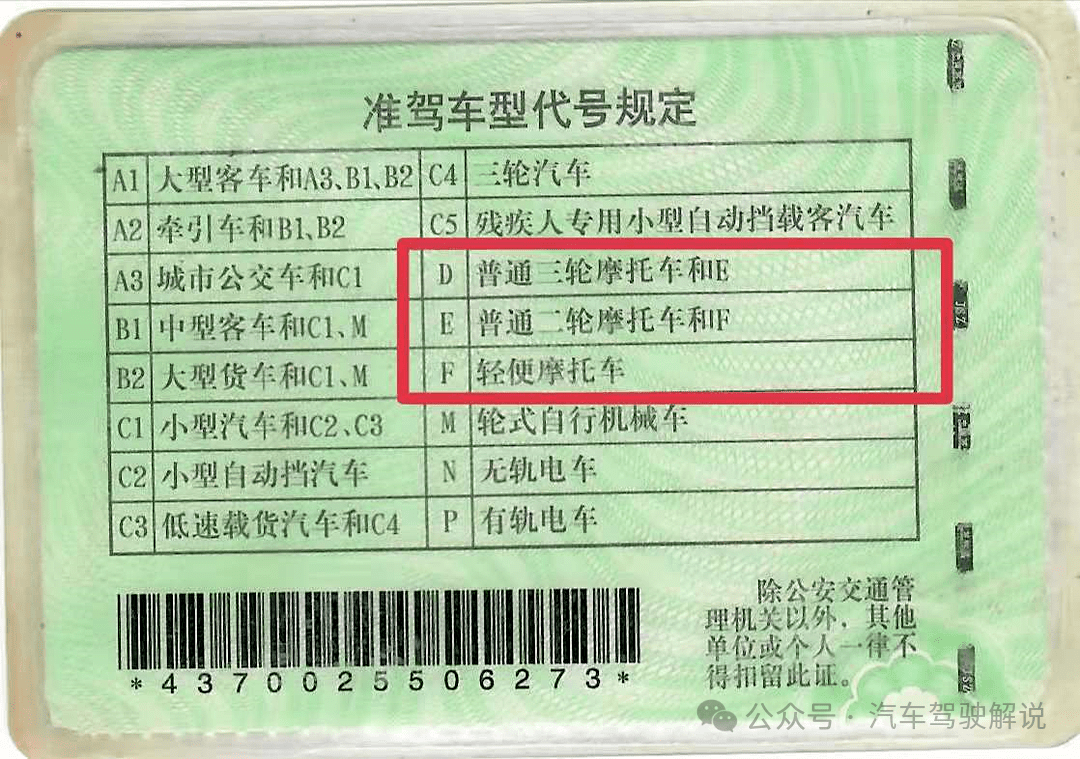 准驾车型代号规定
A1 大型客车和A3、B1、B2 C4 三轮汽车
A2 牵引车和B1、B2 C5 残疾人专用小型自动挡载客汽车
A3 城市公交车和C1 D 普通三轮摩托车和E
B1 中型客车和C1、M E 普通二轮摩托车和F
B2 大型货车和C1、M F 轻便摩托车
C1 小型汽车和C2、C3 M 轮式自行机械车
C2 小型自动挡汽车 N 无轨电车
C3 低速载货汽车和C4 P 有轨电车
除公安交通管
理机关以外，其他
单位或个人一律不
得扣留此证。
*4370025506273*
公众号·汽车驾驶解说